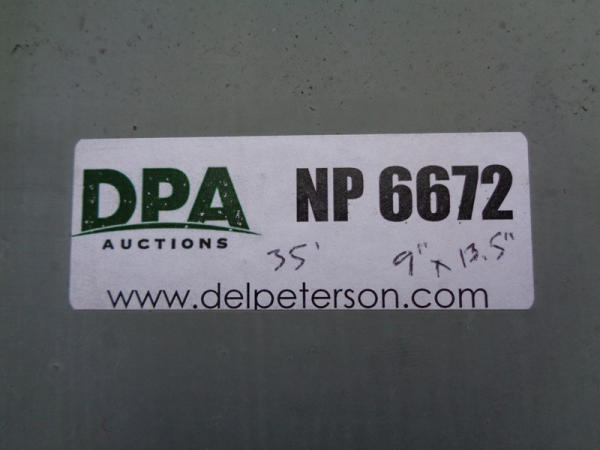 DPA NP 6672
AUCTIONS
35' 9" x 13.5"
www.delpeterson.com